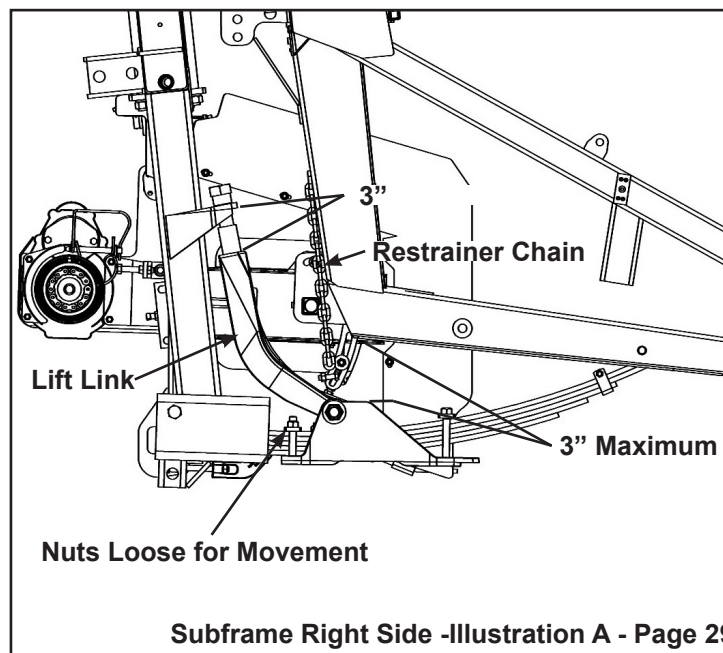 3”
Restrainer Chain
Lift Link
3” Maximum
Nuts Loose for Movement
Subframe Right Side -Illustration A - Page 29